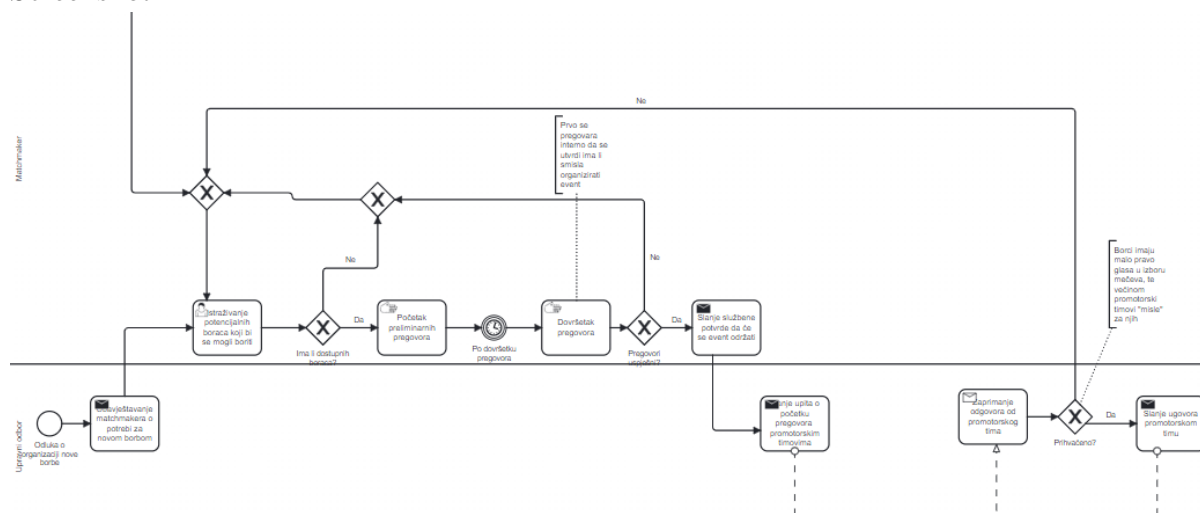 Matchmaker
Ne
Prvo se
pregovara
interno da se
utvrdi ima li
smisla
organizirati
event
Ne
Ne
Borci imaju
malo pravo
glasa u izboru
mečeva, te
većinom
promotorski
timovi "misle"
za njih
Istraživanje
potencijalnih
boraca koji bi
se mogli boriti
Ima li dostupnih
boraca?
Da
Početak
preliminarnih
pregovora
Po dovršetku
pregovora
Dovršetak
pregovora
Pregovori
uspješni?
Da
Slanje službene
potvrde da će
se event održati
Upravni odbor
Odluka o
organizaciji nove
borbe
matchmakera o
potrebi za
novom borbom
upita o
početku
pregovora
promotorskim
timovima
Zaprimanje
odgovora od
promotorskog
tima
Prihvaćeno?
Da
Slanje ugovora
promotorskom
timu